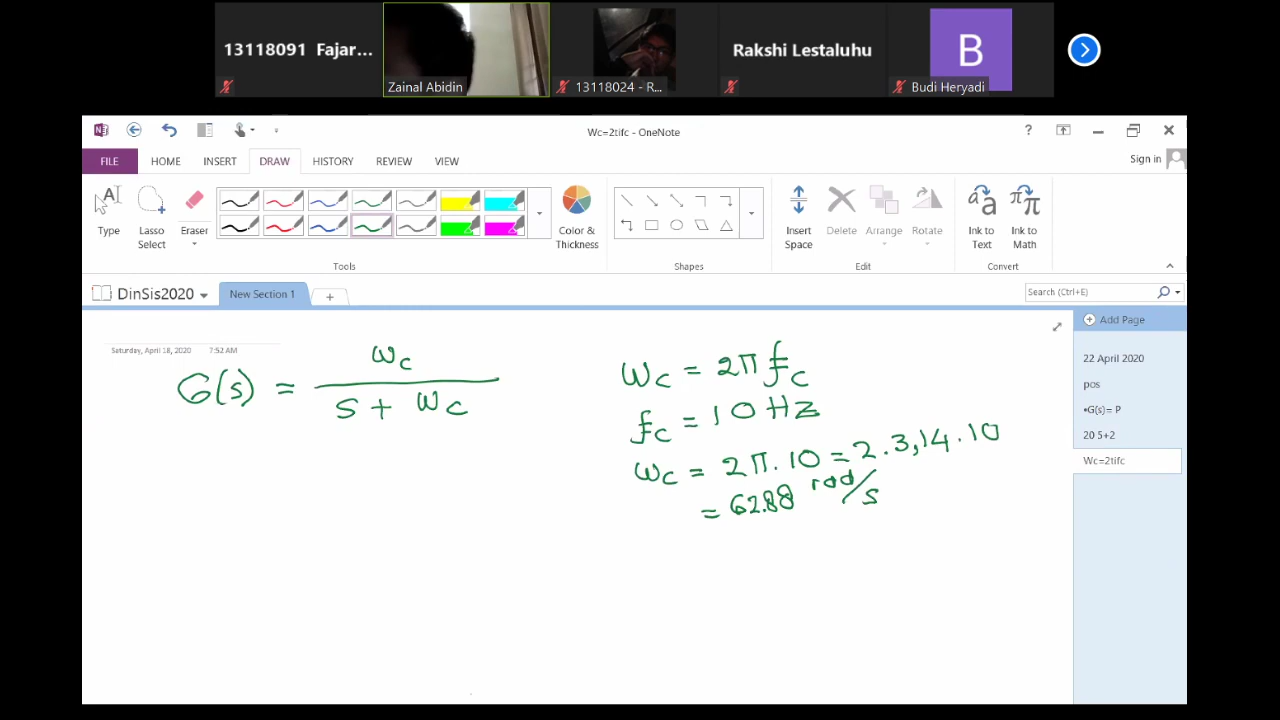 13118091 Fajar...
Zainal Abidin
13118024 - R...
Rakshi Lestaluhu
B
Budi Heryadi
Wc=2tifc - OneNote
?
FILE HOME INSERT DRAW HISTORY REVIEW VIEW
Sign in
Type
Lasso Select
Eraser
Color & Thickness
Insert Space
Delete
Arrange
Rotate
Ink to Text
Ink to Math
Tools
Shapes
Edit
Convert
DinSis2020
New Section 1
+
Search (Ctrl+E)
Add Page
22 April 2020
pos
•G(s)= P
20 S+2
Wc=2tifc
Saturday, April 18, 2020 7:52 AM
G(s) = ωc / s + ωc
ωc = 2π fc
fc = 10 Hz
ωc = 2π . 10 = 2 . 3,14 . 10
= 62.88 rad/s